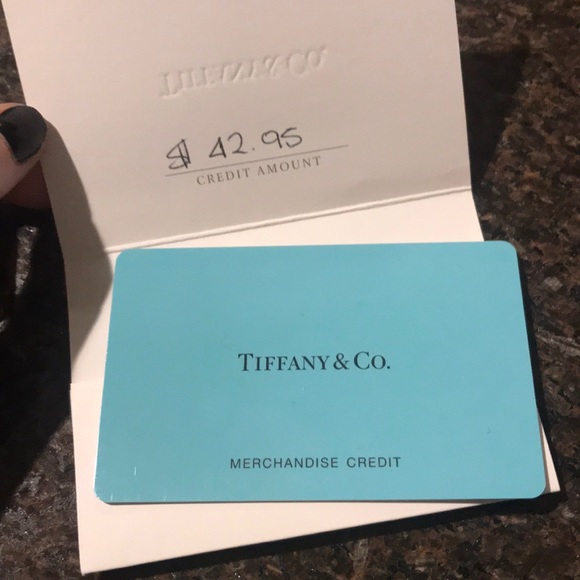 TIFFANY & CO.
$ 42.95
CREDIT AMOUNT
TIFFANY & CO.
MERCHANDISE CREDIT